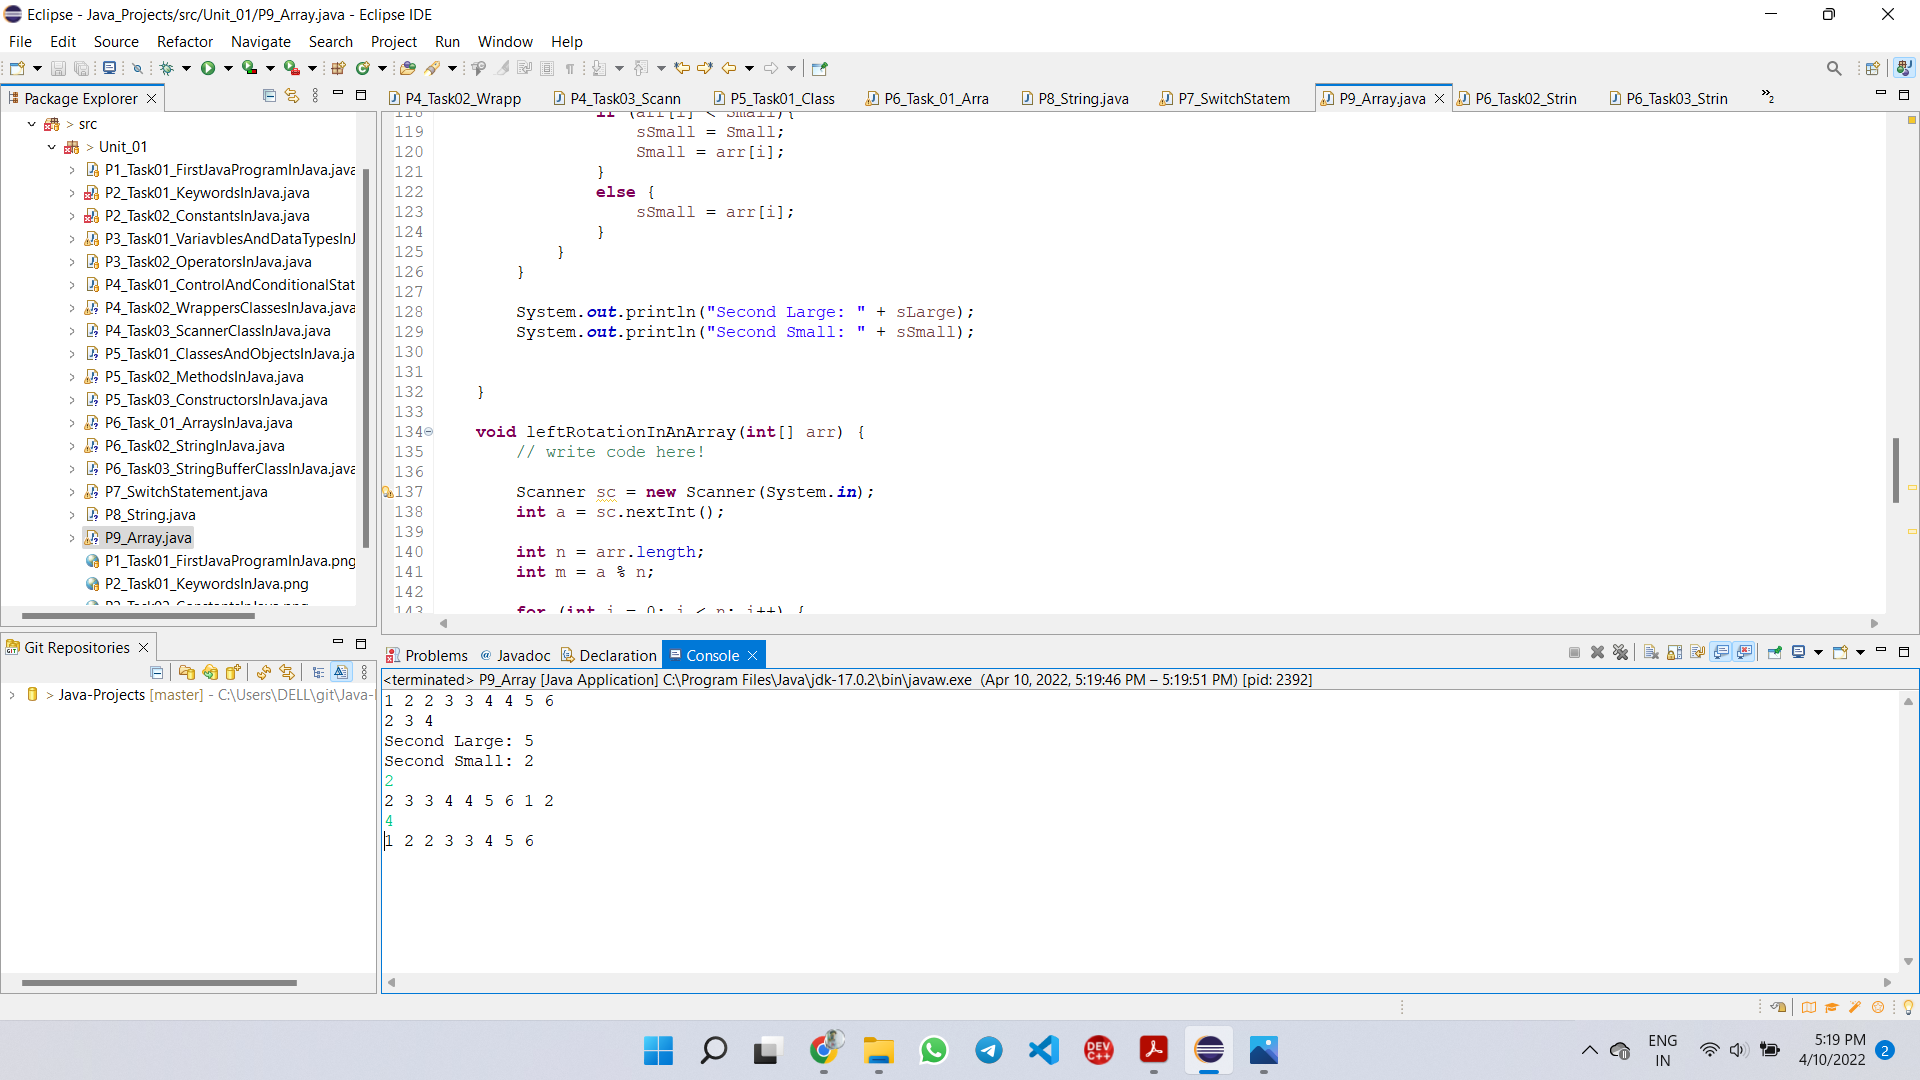 Eclipse - Java_Projects/src/Unit_01/P9_Array.java - Eclipse IDE
File Edit Source Refactor Navigate Search Project Run Window Help
Package Explorer
P4_Task02_Wrapp P4_Task03_Scann P5_Task01_Class P6_Task_01_Arra P8_String.java P7_SwitchStatem P9_Array.java P6_Task02_Strin P6_Task03_Strin »2
> src
> Unit_01
P1_Task01_FirstJavaProgramInJava.java
P2_Task01_KeywordsInJava.java
P2_Task02_ConstantsInJava.java
P3_Task01_VariavblesAndDataTypesInJ
P3_Task02_OperatorsInJava.java
P4_Task01_ControlAndConditionalStat
P4_Task02_WrappersClassesInJava.java
P4_Task03_ScannerClassInJava.java
P5_Task01_ClassesAndObjectsInJava.ja
P5_Task02_MethodsInJava.java
P5_Task03_ConstructorsInJava.java
P6_Task_01_ArraysInJava.java
P6_Task02_StringInJava.java
P6_Task03_StringBufferClassInJava.java
P7_SwitchStatement.java
P8_String.java
P9_Array.java
P1_Task01_FirstJavaProgramInJava.png
P2_Task01_KeywordsInJava.png
P2_Task02_ConstantsInJava.png
118 if (arr[i] < Small){
119 sSmall = Small;
120 Small = arr[i];
121 }
122 else {
123 sSmall = arr[i];
124 }
125 }
126 }
127
128 System.out.println("Second Large: " + sLarge);
129 System.out.println("Second Small: " + sSmall);
130
131
132 }
133
134 void leftRotationInAnArray(int[] arr) {
135 // write code here!
136
137 Scanner sc = new Scanner(System.in);
138 int a = sc.nextInt();
139
140 int n = arr.length;
141 int m = a % n;
142
143 for (int i = 0; i < n; i++) {
Git Repositories
> Java-Projects [master] - C:\Users\DELL\git\Java-
Problems @ Javadoc Declaration Console
<terminated> P9_Array [Java Application] C:\Program Files\Java\jdk-17.0.2\bin\javaw.exe (Apr 10, 2022, 5:19:46 PM – 5:19:51 PM) [pid: 2392]
1 2 2 3 3 4 4 5 6
2 3 4
Second Large: 5
Second Small: 2
2
2 3 3 4 4 5 6 1 2
4
1 2 2 3 3 4 5 6
DEV C++
ENG
IN
5:19 PM
4/10/2022
2